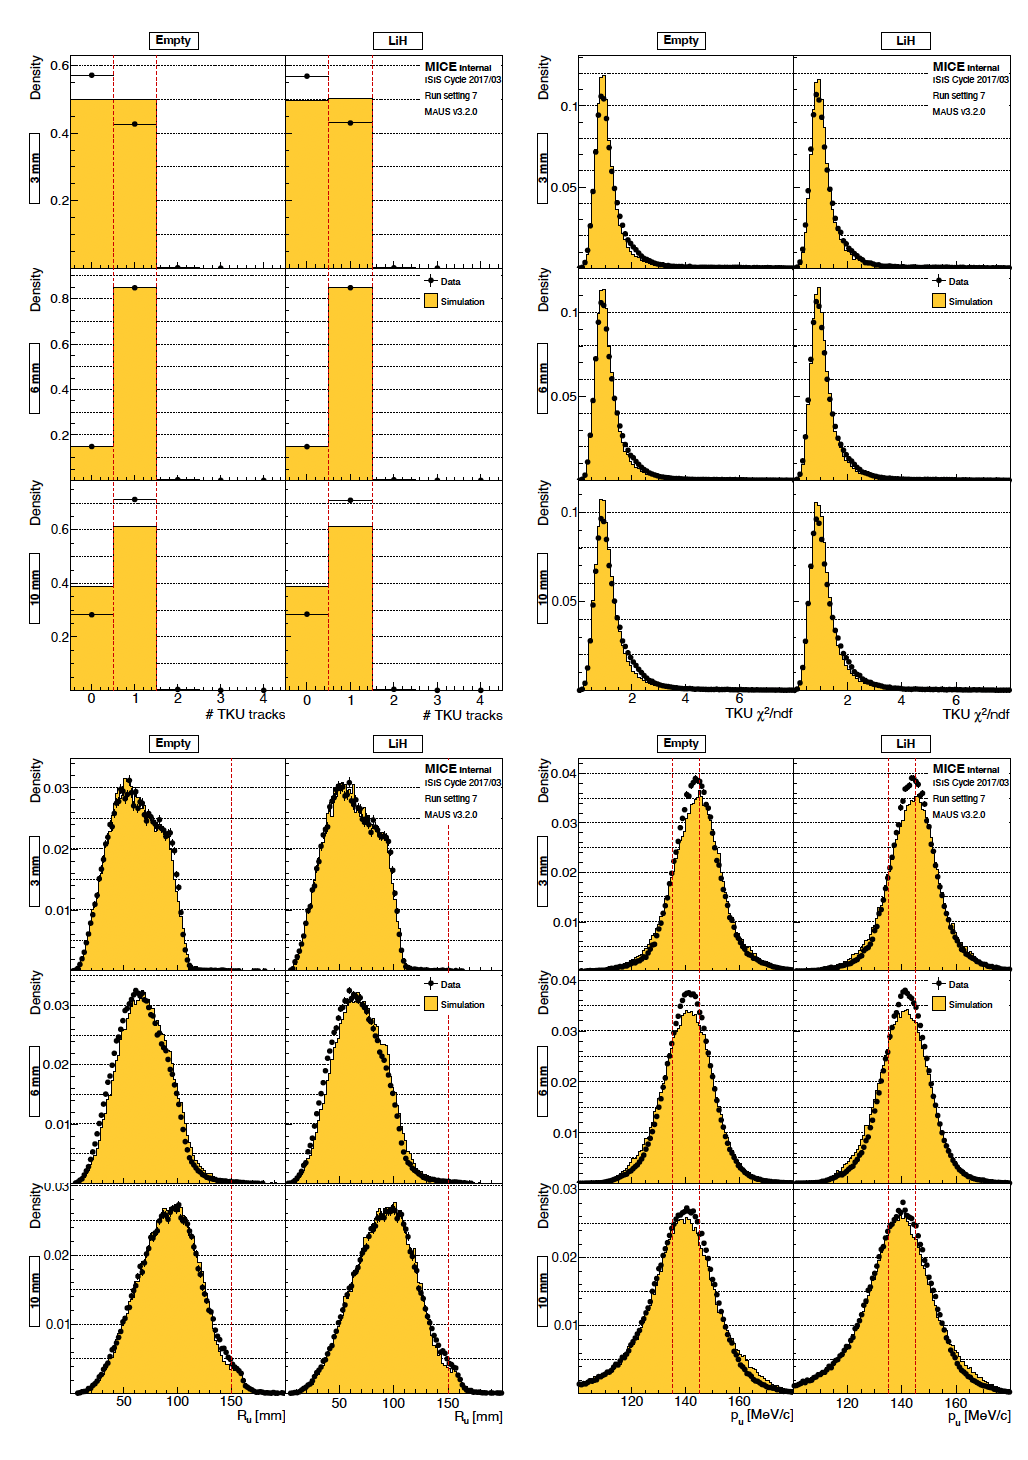 Empty LiH
Density
0.6
0.4
0.2
3 mm
MICE Internal
ISIS Cycle 2017/03
Run setting 7
MAUS v3.2.0
Density
0.8
0.6
0.4
0.2
6 mm
Data
Simulation
Density
0.6
0.4
0.2
10 mm
0 1 2 3 4 0 1 2 3 4
# TKU tracks # TKU tracks
Empty LiH
Density
0.1
0.05
3 mm
MICE Internal
ISIS Cycle 2017/03
Run setting 7
MAUS v3.2.0
Density
0.1
0.05
6 mm
Data
Simulation
Density
0.1
0.05
10 mm
2 4 6 2 4 6
TKU χ²/ndf TKU χ²/ndf
Empty LiH
Density
0.03
0.02
0.01
3 mm
MICE Internal
ISIS Cycle 2017/03
Run setting 7
MAUS v3.2.0
Density
0.03
0.02
0.01
6 mm
Data
Simulation
Density
0.03
0.02
0.01
10 mm
50 100 150 50 100 150
Ru [mm] Ru [mm]
Empty LiH
Density
0.04
0.03
0.02
0.01
3 mm
MICE Internal
ISIS Cycle 2017/03
Run setting 7
MAUS v3.2.0
Density
0.04
0.03
0.02
0.01
6 mm
Data
Simulation
Density
0.03
0.02
0.01
10 mm
120 140 160 120 140 160
pu [MeV/c] pu [MeV/c]